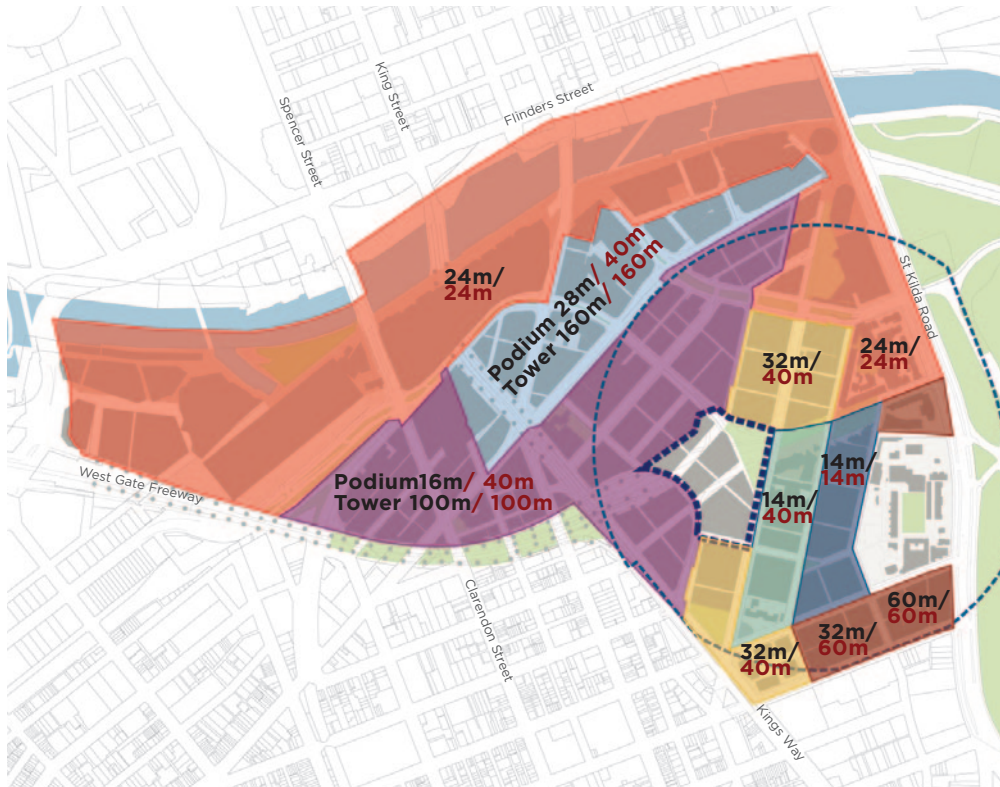 King Street
Spencer Street
Flinders Street
St Kilda Road
24m/
24m
Podium 28m/ 40m
Tower 160m/ 160m
32m/
40m
24m/
24m
West Gate Freeway
Podium16m/ 40m
Tower 100m/ 100m
14m/
14m
14m/
40m
Clarendon Street
60m/
60m
32m/
60m
32m/
40m
Kings Way